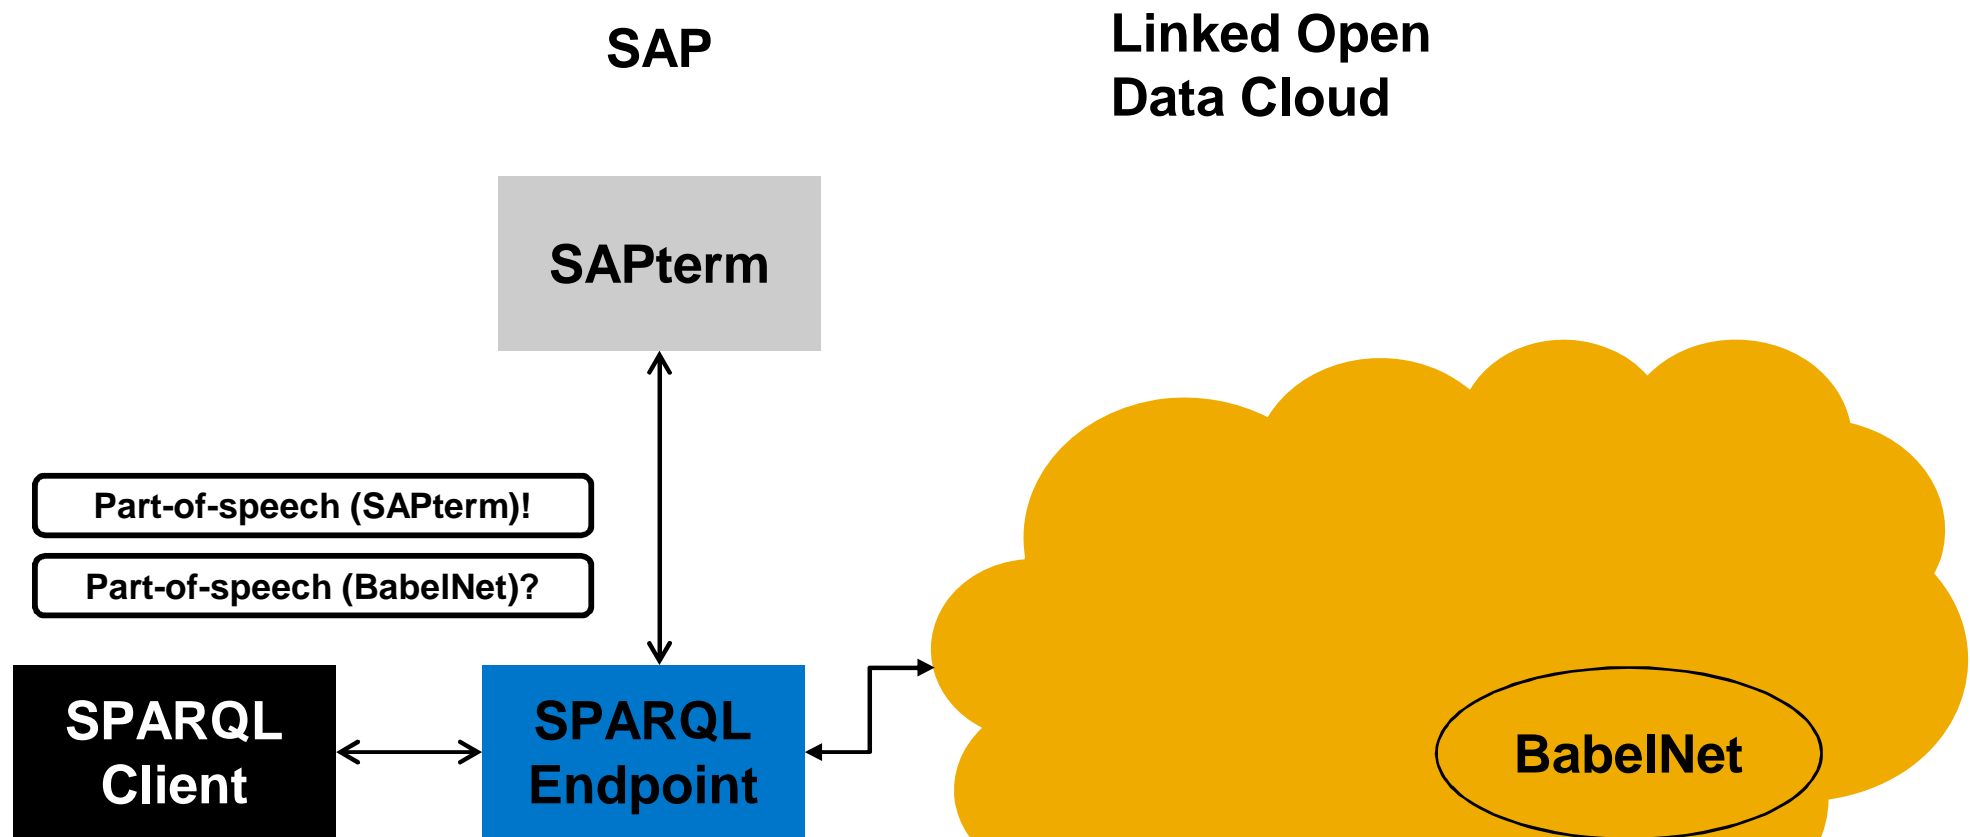 SAP
Linked Open
Data Cloud
SAPterm
Part-of-speech (SAPterm)!
Part-of-speech (BabelNet)?
SPARQL
Client
SPARQL
Endpoint
BabelNet